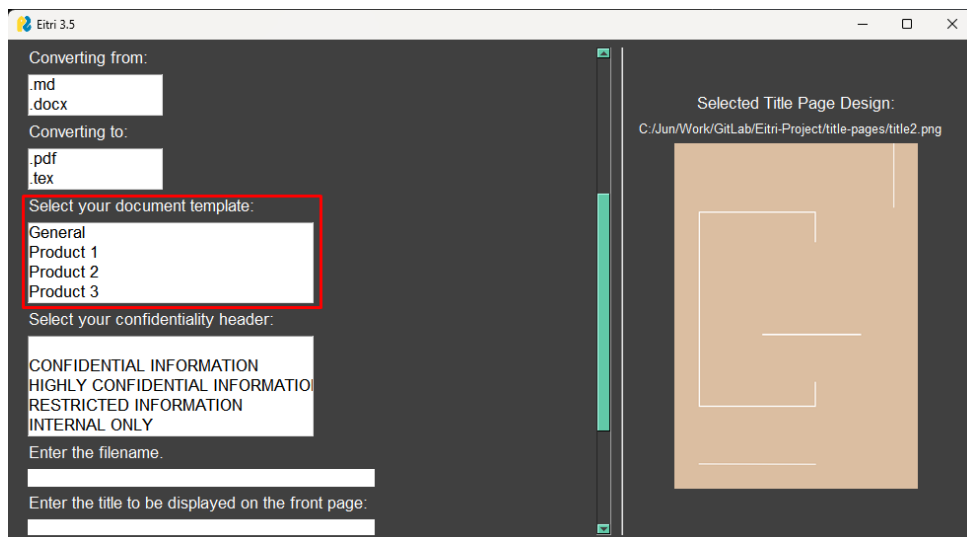 Eitri 3.5
Converting from:
.md
.docx
Converting to:
.pdf
.tex
Select your document template:
General
Product 1
Product 2
Product 3
Select your confidentiality header:
CONFIDENTIAL INFORMATION
HIGHLY CONFIDENTIAL INFORMATIO
RESTRICTED INFORMATION
INTERNAL ONLY
Enter the filename.
Enter the title to be displayed on the front page:
Selected Title Page Design:
C:/Jun/Work/GitLab/Eitri-Project/title-pages/title2.png